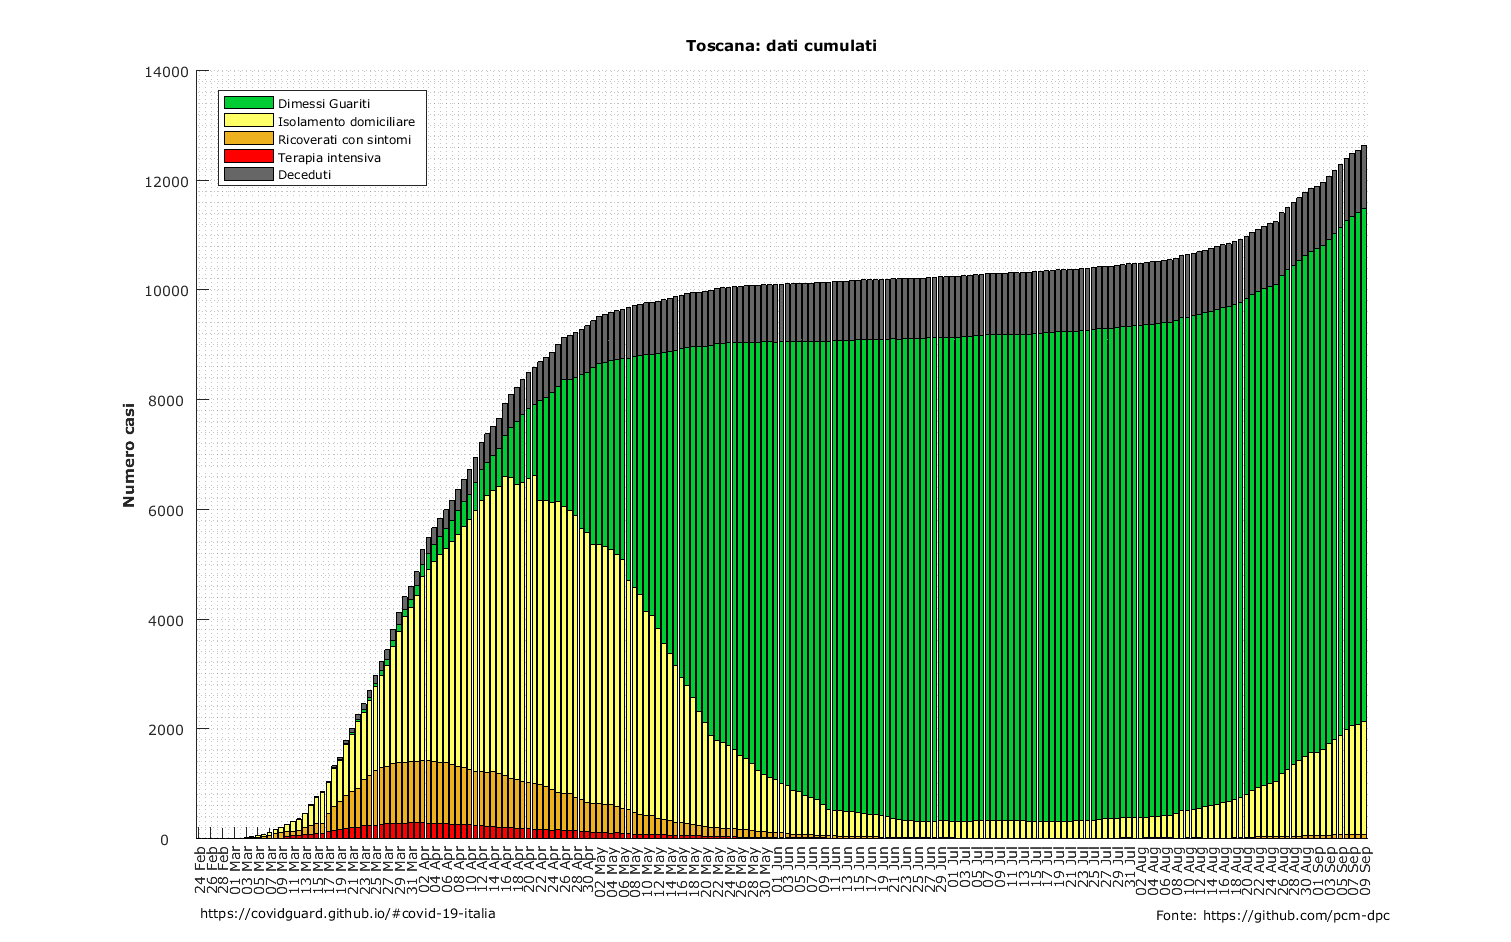 Toscana: dati cumulati
14000
12000
10000
8000
6000
4000
2000
0
Numero casi
Dimessi Guariti
Isolamento domiciliare
Ricoverati con sintomi
Terapia intensiva
Deceduti
24 Feb
26 Feb
28 Feb
01 Mar
03 Mar
05 Mar
07 Mar
09 Mar
11 Mar
13 Mar
15 Mar
17 Mar
19 Mar
21 Mar
23 Mar
25 Mar
27 Mar
29 Mar
31 Mar
02 Apr
04 Apr
06 Apr
08 Apr
10 Apr
12 Apr
14 Apr
16 Apr
18 Apr
20 Apr
22 Apr
24 Apr
26 Apr
28 Apr
30 Apr
02 May
04 May
06 May
08 May
10 May
12 May
14 May
16 May
18 May
20 May
22 May
24 May
26 May
28 May
30 May
01 Jun
03 Jun
05 Jun
07 Jun
09 Jun
11 Jun
13 Jun
15 Jun
17 Jun
19 Jun
21 Jun
23 Jun
25 Jun
27 Jun
29 Jun
01 Jul
03 Jul
05 Jul
07 Jul
09 Jul
11 Jul
13 Jul
15 Jul
17 Jul
19 Jul
21 Jul
23 Jul
25 Jul
27 Jul
29 Jul
31 Jul
02 Aug
04 Aug
06 Aug
08 Aug
10 Aug
12 Aug
14 Aug
16 Aug
18 Aug
20 Aug
22 Aug
24 Aug
26 Aug
28 Aug
30 Aug
01 Sep
03 Sep
05 Sep
07 Sep
09 Sep
https://covidguard.github.io/#covid-19-italia
Fonte: https://github.com/pcm-dpc